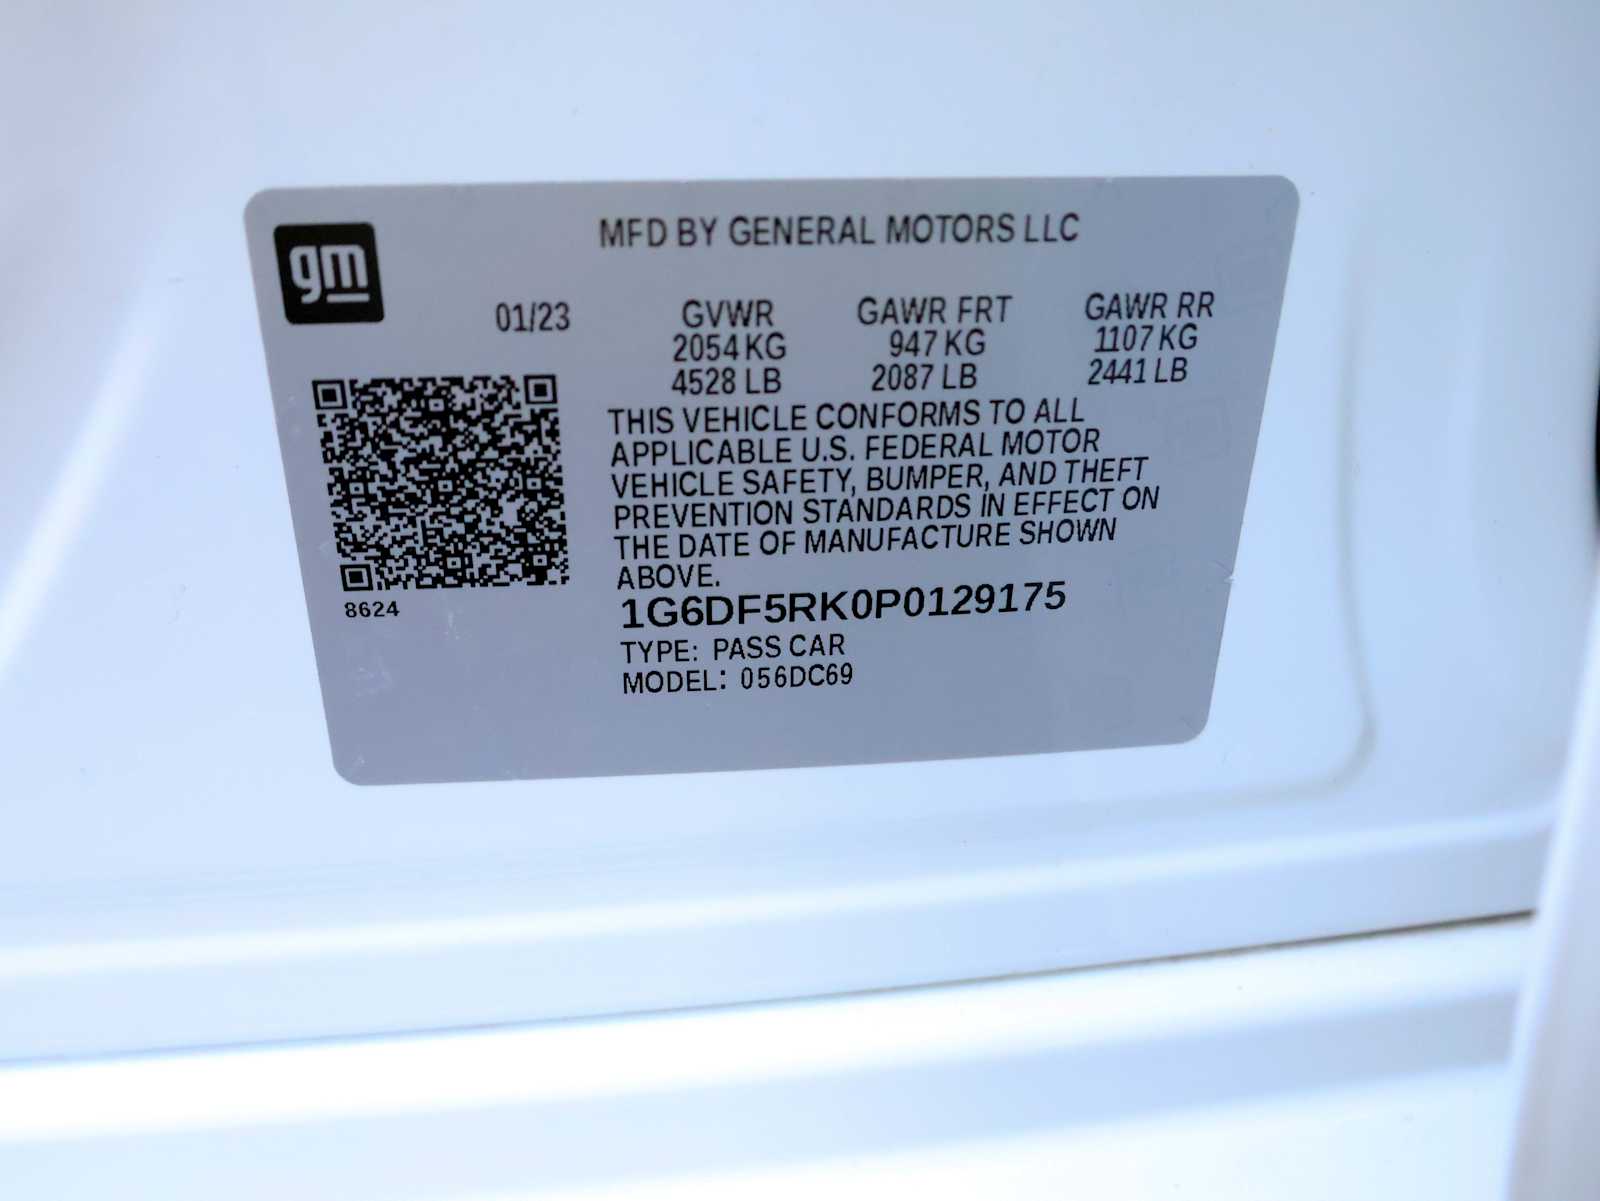 gm
MFD BY GENERAL MOTORS LLC
01/23 GVWR GAWR FRT GAWR RR
2054 KG 947 KG 1107 KG
4528 LB 2087 LB 2441 LB
THIS VEHICLE CONFORMS TO ALL
APPLICABLE U.S. FEDERAL MOTOR
VEHICLE SAFETY, BUMPER, AND THEFT
PREVENTION STANDARDS IN EFFECT ON
THE DATE OF MANUFACTURE SHOWN
ABOVE.
8624
1G6DF5RK0P0129175
TYPE: PASS CAR
MODEL: 056DC69